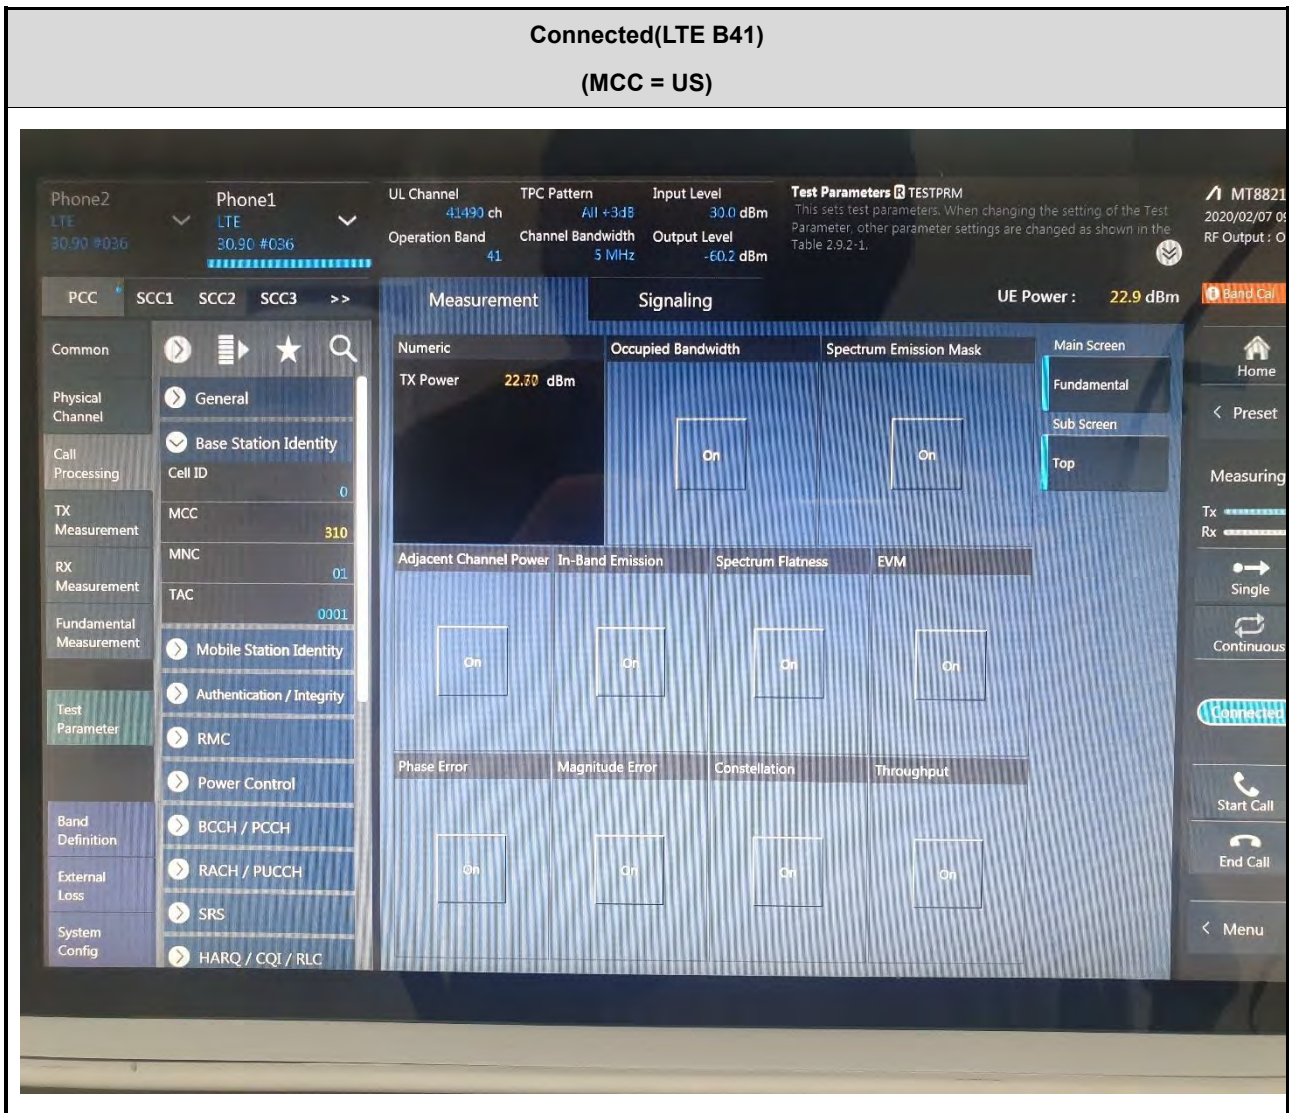 Connected(LTE B41)
(MCC = US)
Phone2
LTE
30.90 #036
Phone1
LTE
30.90 #036
UL Channel
41490 ch
Operation Band
41
TPC Pattern
All +3dB
Channel Bandwidth
5 MHz
Input Level
30.0 dBm
Output Level
-60.2 dBm
Test Parameters R TESTPRM
This sets test parameters. When changing the setting of the Test
Parameter, other parameter settings are changed as shown in the
Table 2.9.2-1.
MT8821
2020/02/07 09
RF Output : O
PCC SCC1 SCC2 SCC3 >>
Measurement
Signaling
UE Power : 22.9 dBm
Band Cal
Common
Physical
Channel
Call
Processing
TX
Measurement
RX
Measurement
Fundamental
Measurement
Test
Parameter
Band
Definition
External
Loss
System
Config
General
Base Station Identity
Cell ID
0
MCC
310
MNC
01
TAC
0001
Mobile Station Identity
Authentication / Integrity
RMC
Power Control
BCCH / PCCH
RACH / PUCCH
SRS
HARQ / CQI / RLC
Numeric
TX Power dBm
Occupied Bandwidth
On
Spectrum Emission Mask
On
Adjacent Channel Power
On
In-Band Emission
On
Spectrum Flatness
On
EVM
On
Phase Error
On
Magnitude Error
On
Constellation
On
Throughput
On
Main Screen
Fundamental
Sub Screen
Top
Home
< Preset
Measuring
Tx
Rx
Single
Continuous
Connected
Start Call
End Call
< Menu